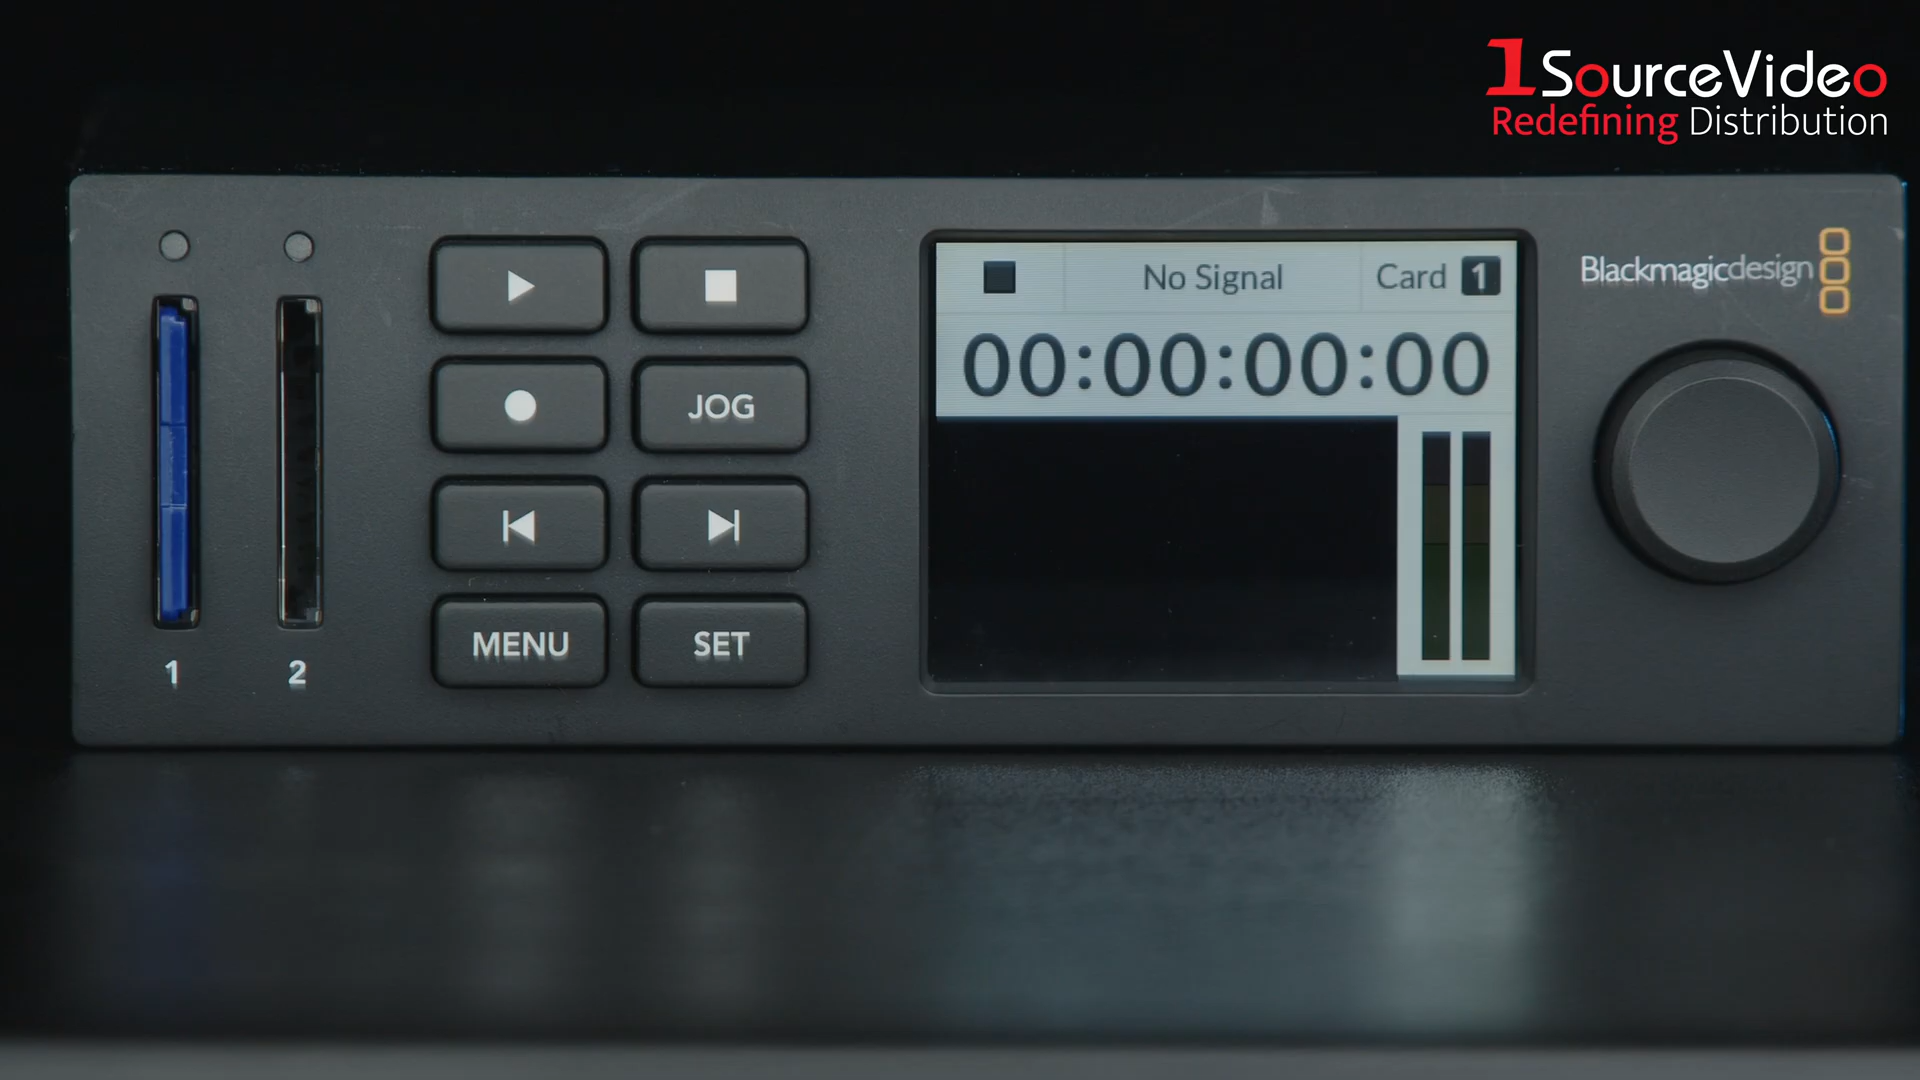 1SourceVideo
Redefining Distribution
No Signal
Card 1
Blackmagicdesign
00:00:00:00
JOG
MENU
SET
1
2